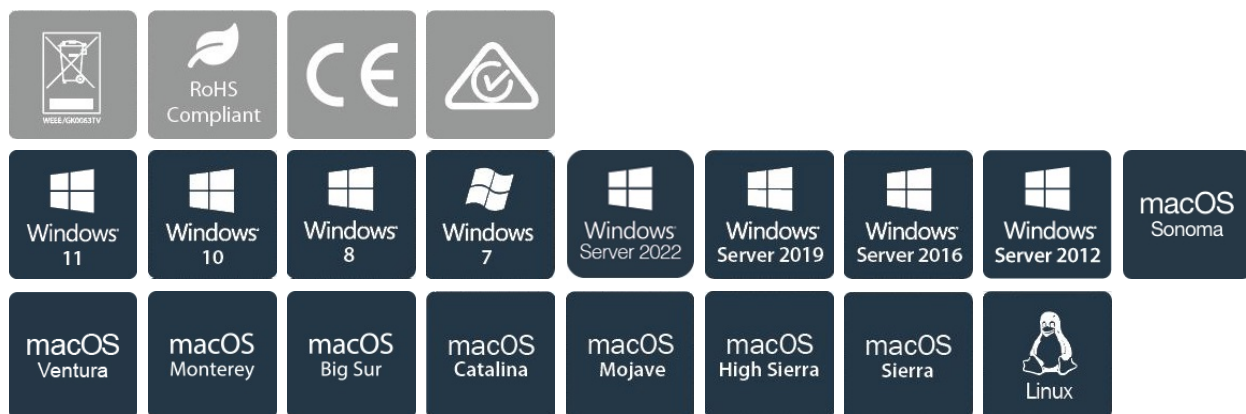 WEEE/GK0063TV
RoHS
Compliant
CE
Windows
11
Windows
10
Windows
8
Windows
7
Windows
Server 2022
Windows
Server 2019
Windows
Server 2016
Windows
Server 2012
macOS
Sonoma
macOS
Ventura
macOS
Monterey
macOS
Big Sur
macOS
Catalina
macOS
Mojave
macOS
High Sierra
macOS
Sierra
Linux